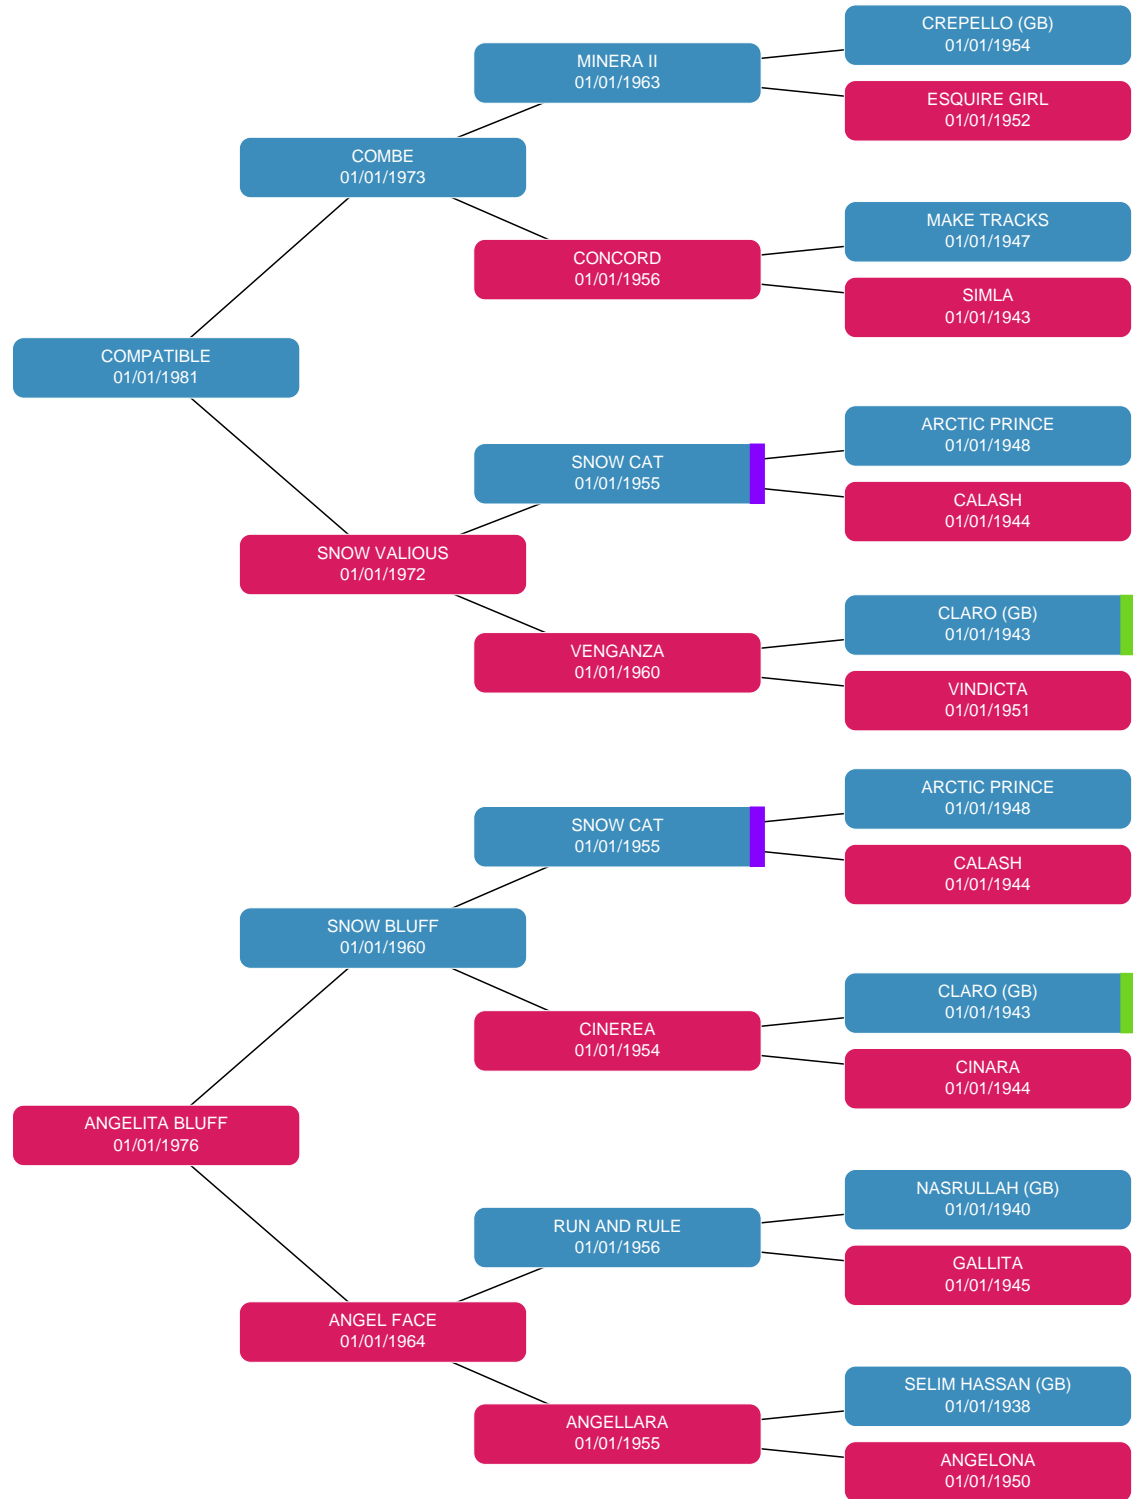 CREPELLO (GB)
01/01/1954
MINERA II
01/01/1963
ESQUIRE GIRL
01/01/1952
COMBE
01/01/1973
MAKE TRACKS
01/01/1947
CONCORD
01/01/1956
SIMLA
01/01/1943
COMPATIBLE
01/01/1981
ARCTIC PRINCE
01/01/1948
SNOW CAT
01/01/1955
CALASH
01/01/1944
SNOW VALIOUS
01/01/1972
CLARO (GB)
01/01/1943
VENGANZA
01/01/1960
VINDICTA
01/01/1951
ARCTIC PRINCE
01/01/1948
SNOW CAT
01/01/1955
CALASH
01/01/1944
SNOW BLUFF
01/01/1960
CLARO (GB)
01/01/1943
CINEREA
01/01/1954
CINARA
01/01/1944
ANGELITA BLUFF
01/01/1976
NASRULLAH (GB)
01/01/1940
RUN AND RULE
01/01/1956
GALLITA
01/01/1945
ANGEL FACE
01/01/1964
SELIM HASSAN (GB)
01/01/1938
ANGELLARA
01/01/1955
ANGELONA
01/01/1950